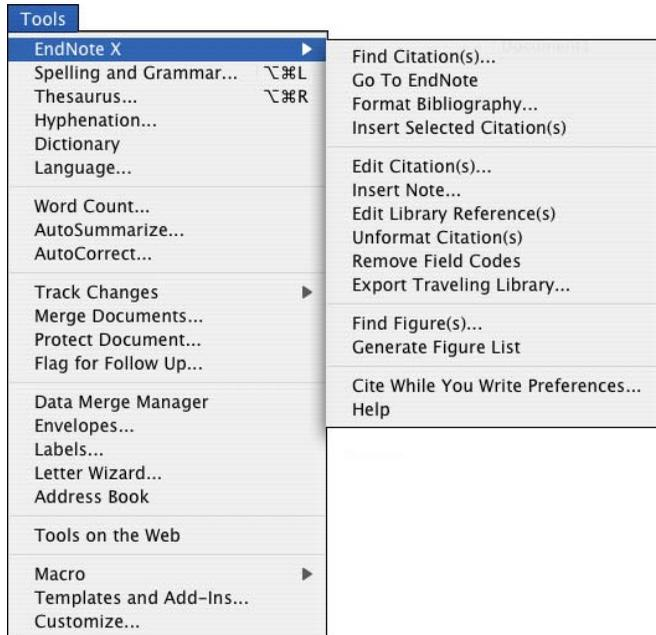 Tools
EndNote X
Spelling and Grammar... ⌥⌘L
Thesaurus... ⌥⌘R
Hyphenation...
Dictionary
Language...
Word Count...
AutoSummarize...
AutoCorrect...
Track Changes
Merge Documents...
Protect Document...
Flag for Follow Up...
Data Merge Manager
Envelopes...
Labels...
Letter Wizard...
Address Book
Tools on the Web
Macro
Templates and Add-Ins...
Customize...
Find Citation(s)...
Go To EndNote
Format Bibliography...
Insert Selected Citation(s)
Edit Citation(s)...
Insert Note...
Edit Library Reference(s)
Unformat Citation(s)
Remove Field Codes
Export Traveling Library...
Find Figure(s)...
Generate Figure List
Cite While You Write Preferences...
Help